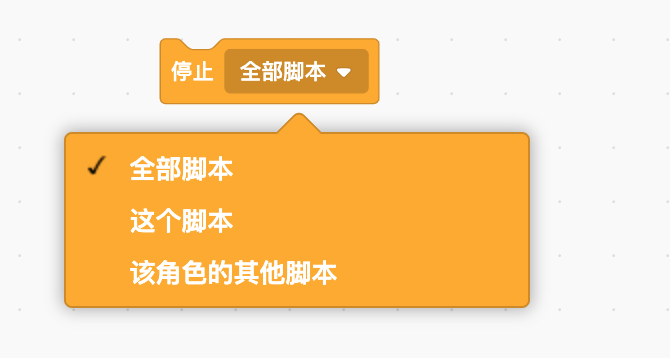 停止 全部脚本
全部脚本
这个脚本
该角色的其他脚本